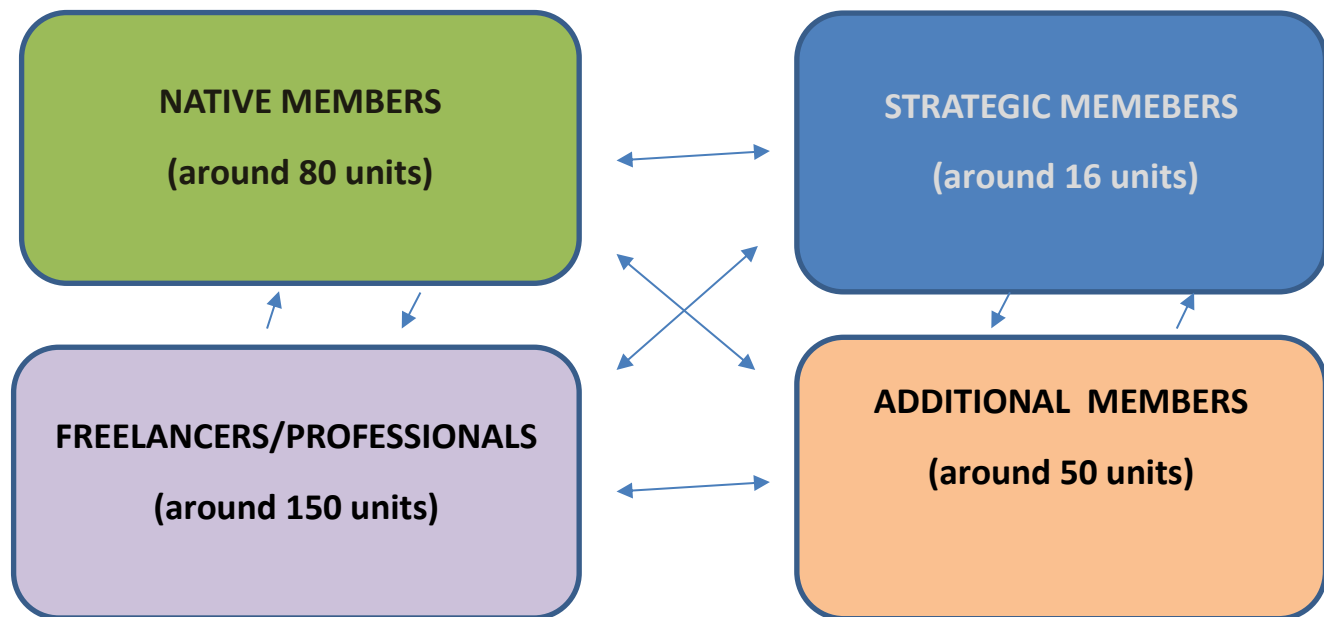 NATIVE MEMBERS
(around 80 units)
STRATEGIC MEMEBERS
(around 16 units)
FREELANCERS/PROFESSIONALS
(around 150 units)
ADDITIONAL  MEMBERS
(around 50 units)